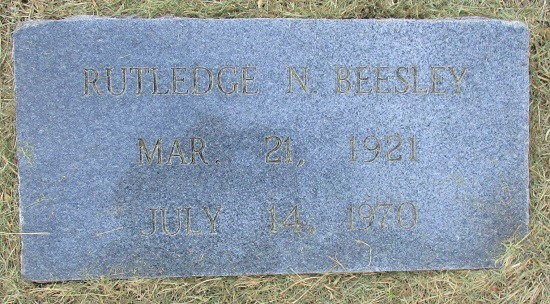 RUTLEDGE N. BEESLEY
MAR. 21, 1921
JULY 14, 1970